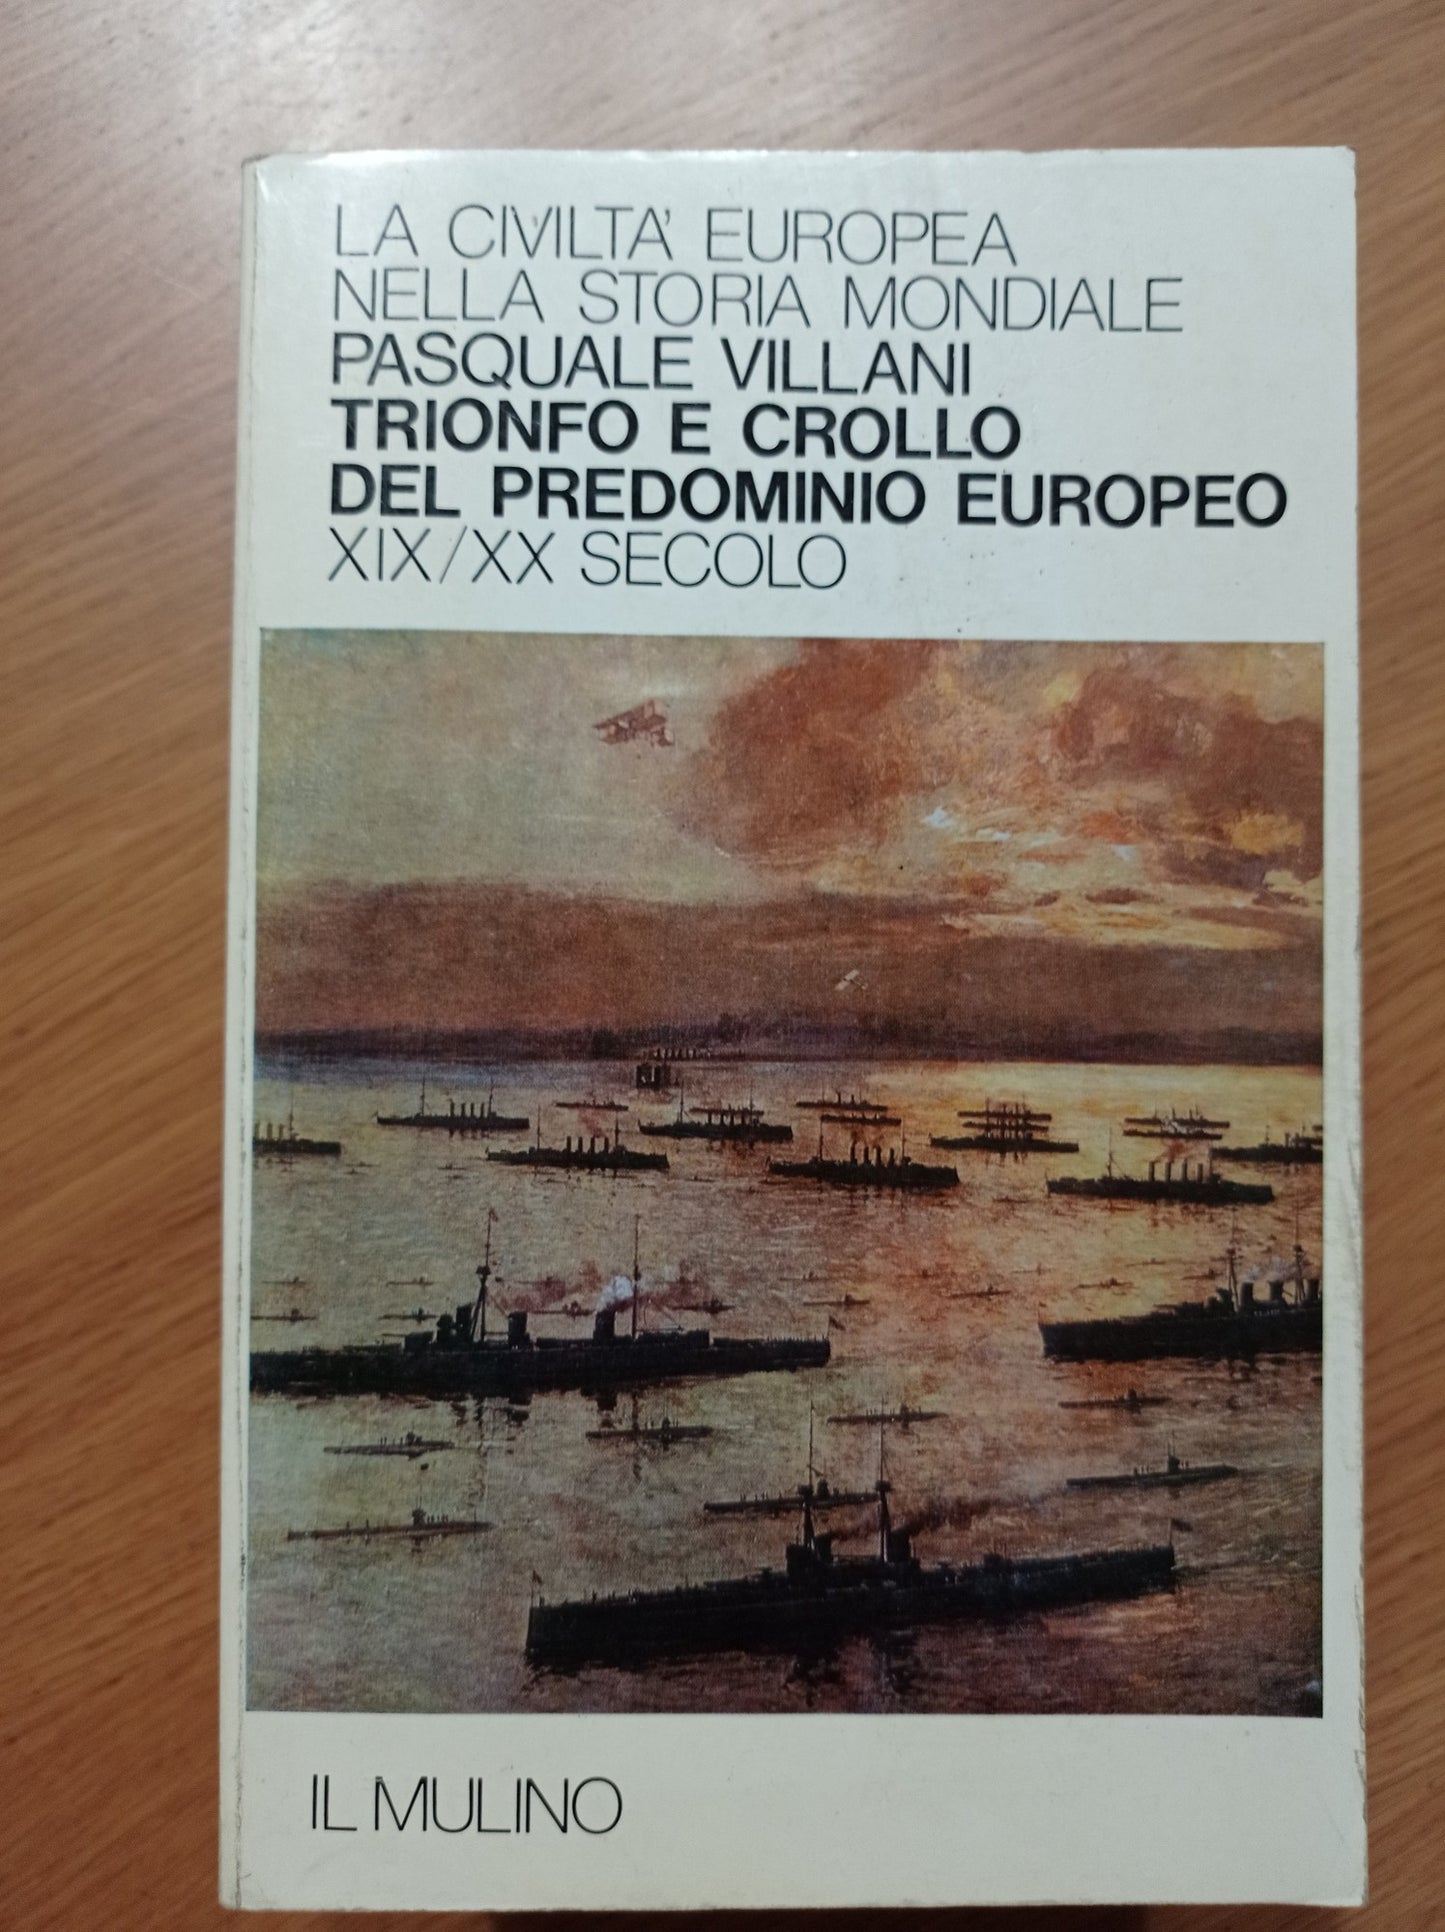 LA CIVILTA' EUROPEA
NELLA STORIA MONDIALE
PASQUALE VILLANI
TRIONFO E CROLLO
DEL PREDOMINIO EUROPEO
XIX/XX SECOLO
IL MULINO